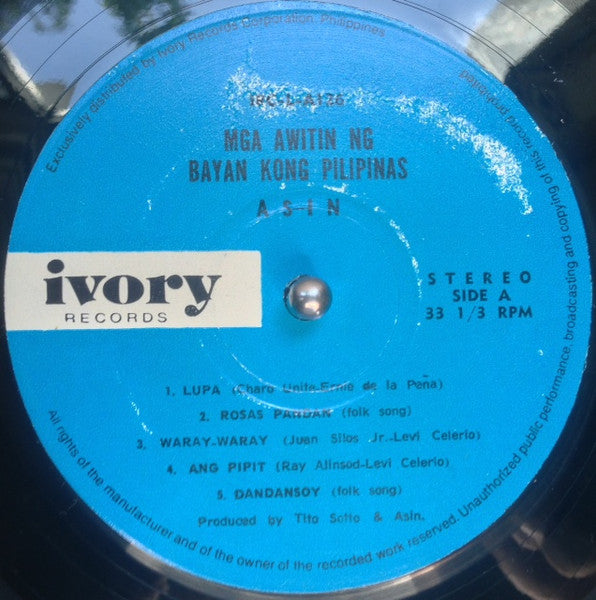 Exclusively distributed by Ivory Records Corporation, Philippines
MGA AWITIN NG
BAYAN KONG PILIPINAS
ASIN
ivory
RECORDS
STEREO
SIDE A
33 1/3 RPM
1. LUPA (Charo Unite-Ernie de la Peña)
2. ROSAS PANDAN (folk song)
3. WARAY-WARAY (Juan Silos Jr.-Levi Celerio)
4. ANG PIPIT (Ray Alinsod-Levi Celerio)
5. DANDANSOY (folk song)
Produced by Tito Sotto & Asin.
All rights of the manufacturer and of the owner of the recorded work reserved. Unauthorized public performance, broadcasting and copying of this record prohibited